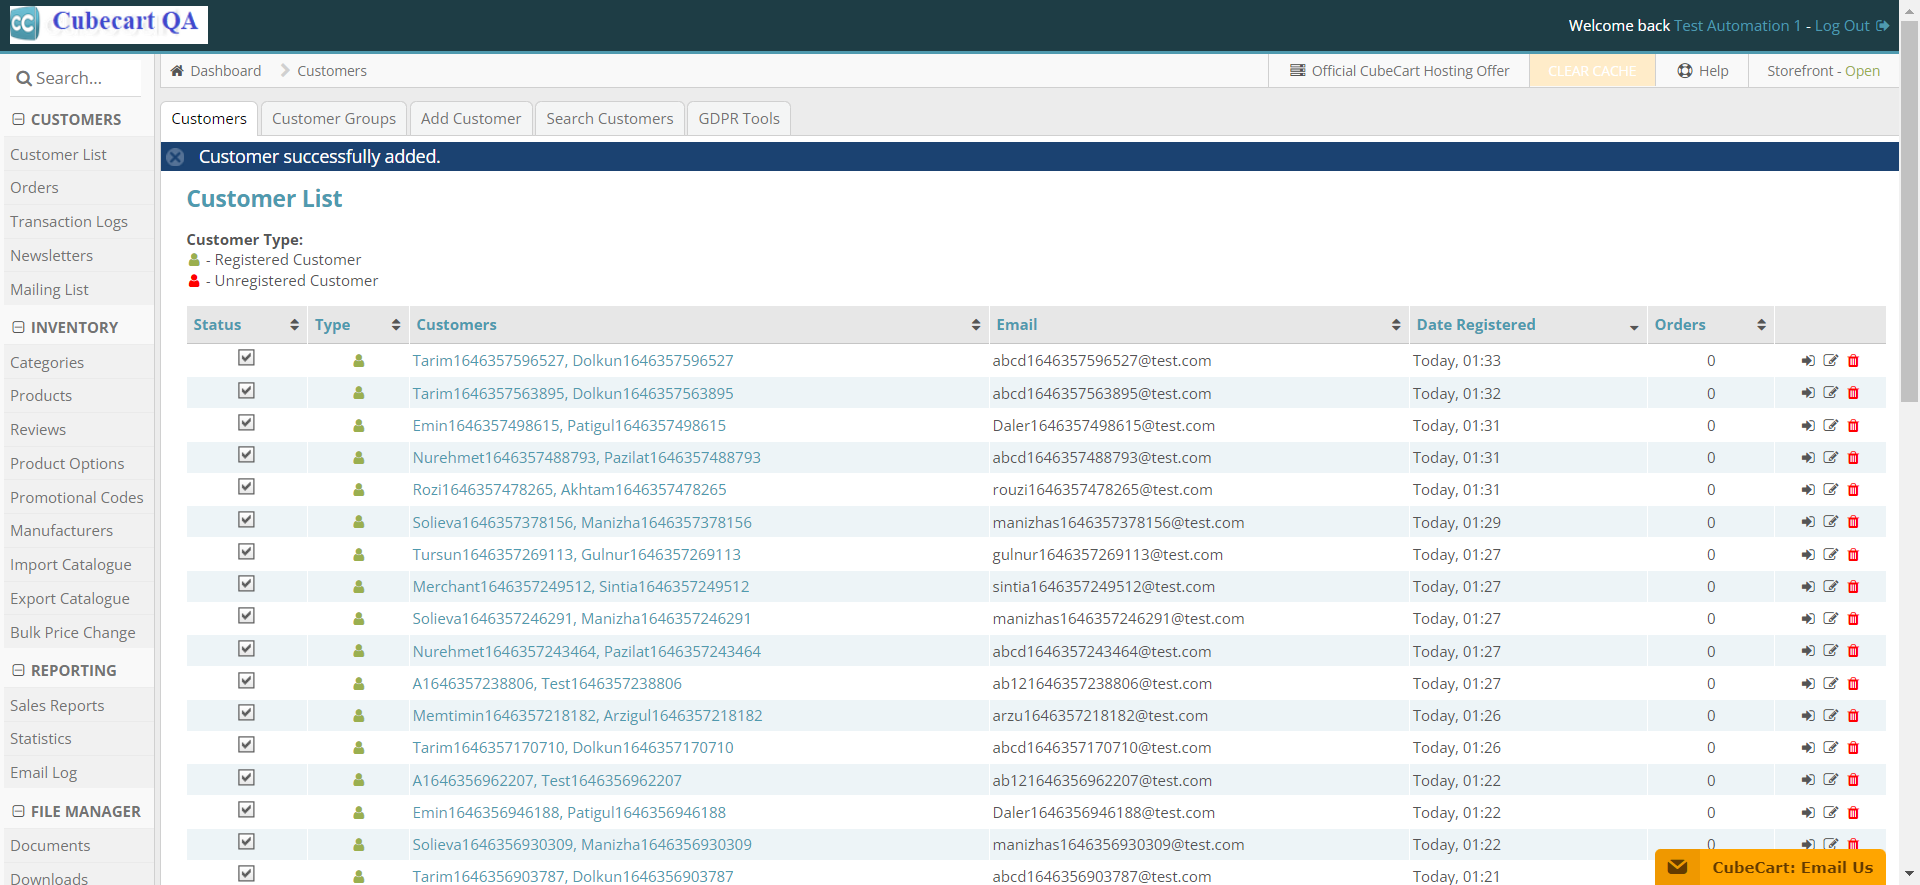 Cubecart QA
Welcome back Test Automation 1 - Log Out
Search...
Dashboard Customers
Official CubeCart Hosting Offer CLEAR CACHE Help Storefront - Open
CUSTOMERS
Customer List
Orders
Transaction Logs
Newsletters
Mailing List
INVENTORY
Categories
Products
Reviews
Product Options
Promotional Codes
Manufacturers
Import Catalogue
Export Catalogue
Bulk Price Change
REPORTING
Sales Reports
Statistics
Email Log
FILE MANAGER
Documents
Downloads
Customers Customer Groups Add Customer Search Customers GDPR Tools
Customer successfully added.
Customer List
Customer Type:
- Registered Customer
- Unregistered Customer
Status Type Customers Email Date Registered Orders
Tarim1646357596527, Dolkun1646357596527 abcd1646357596527@test.com Today, 01:33 0
Tarim1646357563895, Dolkun1646357563895 abcd1646357563895@test.com Today, 01:32 0
Emin1646357498615, Patigul1646357498615 Daler1646357498615@test.com Today, 01:31 0
Nurehmet1646357488793, Pazilat1646357488793 abcd1646357488793@test.com Today, 01:31 0
Rozi1646357478265, Akhtam1646357478265 rouzi1646357478265@test.com Today, 01:31 0
Solieva1646357378156, Manizha1646357378156 manizhas1646357378156@test.com Today, 01:29 0
Tursun1646357269113, Gulnur1646357269113 gulnur1646357269113@test.com Today, 01:27 0
Merchant1646357249512, Sintia1646357249512 sintia1646357249512@test.com Today, 01:27 0
Solieva1646357246291, Manizha1646357246291 manizhas1646357246291@test.com Today, 01:27 0
Nurehmet1646357243464, Pazilat1646357243464 abcd1646357243464@test.com Today, 01:27 0
A1646357238806, Test1646357238806 ab121646357238806@test.com Today, 01:27 0
Memtimin1646357218182, Arzigul1646357218182 arzu1646357218182@test.com Today, 01:26 0
Tarim1646357170710, Dolkun1646357170710 abcd1646357170710@test.com Today, 01:26 0
A1646356962207, Test1646356962207 ab121646356962207@test.com Today, 01:22 0
Emin1646356946188, Patigul1646356946188 Daler1646356946188@test.com Today, 01:22 0
Solieva1646356930309, Manizha1646356930309 manizhas1646356930309@test.com Today, 01:22 0
Tarim1646356903787, Dolkun1646356903787 abcd1646356903787@test.com Today, 01:21
CubeCart: Email Us